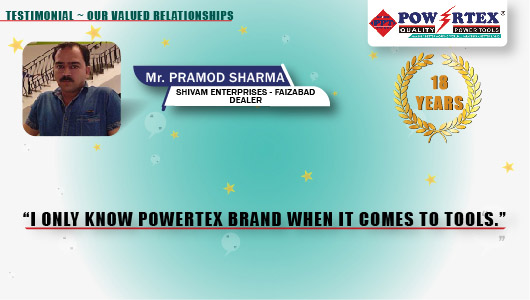 TESTIMONIAL ~ OUR VALUED RELATIONSHIPS
PPT POWERTEX
QUALITY POWER TOOLS
Mr. PRAMOD SHARMA
SHIVAM ENTERPRISES - FAIZABAD
DEALER
18
YEARS
“I ONLY KNOW POWERTEX BRAND WHEN IT COMES TO TOOLS.”
”